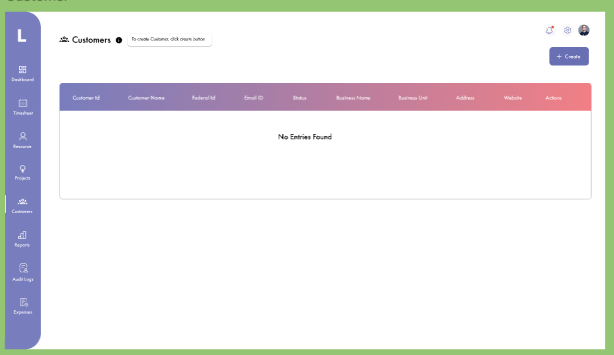 L
Customers
To create Customer, click create button
+ Create
Dashboard
Timesheet
Resource
Projects
Customers
Reports
Audit Logs
Expenses
Customer Id Customer Name Federal Id Email ID Status Business Name Business Unit Address Website Actions
No Entries Found